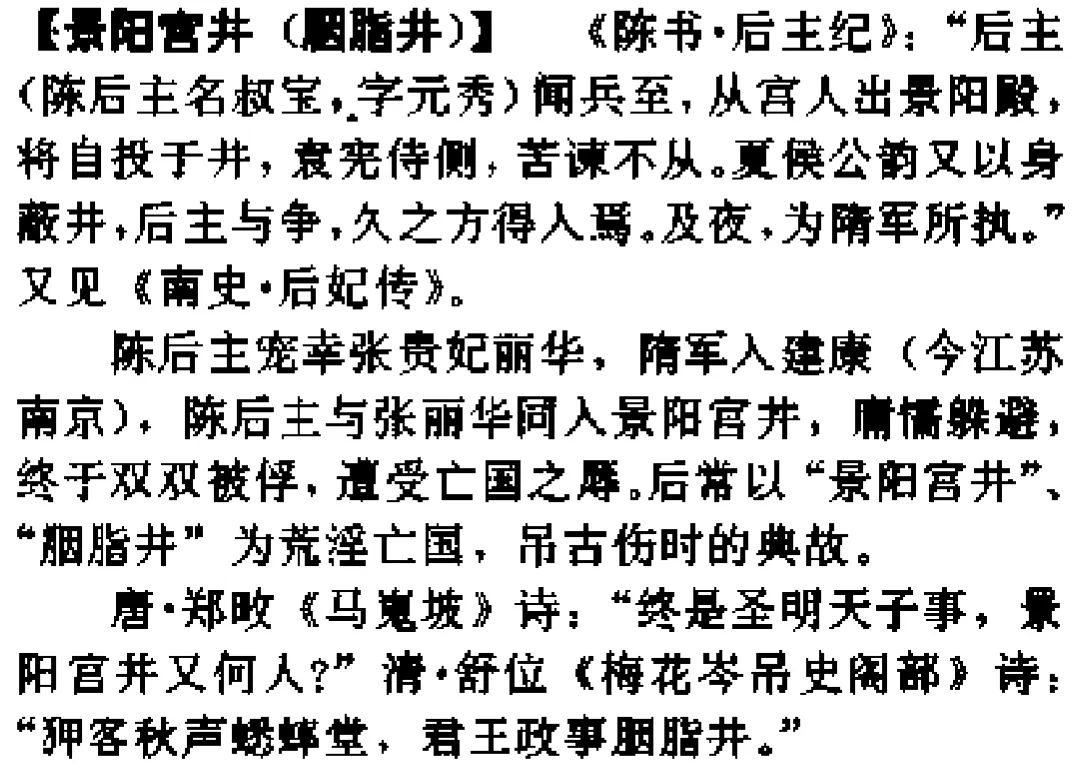 【景阳宫井（胭脂井）】 《陈书·后主纪》：“后主
（陈后主名叔宝，字元秀）闻兵至，从宫人出景阳殿，
将自投于井，袁宪侍侧，苦谏不从。夏侯公韵又以身
蔽井，后主与争，久之方得入焉。及夜，为隋军所执。”
又见《南史·后妃传》。
陈后主宠幸张贵妃丽华，隋军入建康（今江苏
南京），陈后主与张丽华同入景阳宫井，庸懦躲避，
终于双双被俘，遭受亡国之辱。后常以“景阳宫井”、
“胭脂井”为荒淫亡国，吊古伤时的典故。
唐·郑畋《马嵬坡》诗：“终是圣明天子事，景
阳宫井又何人？”清·舒位《梅花岑吊史阁部》诗：
“狎客秋声蟋蟀堂，君王政事胭脂井。”